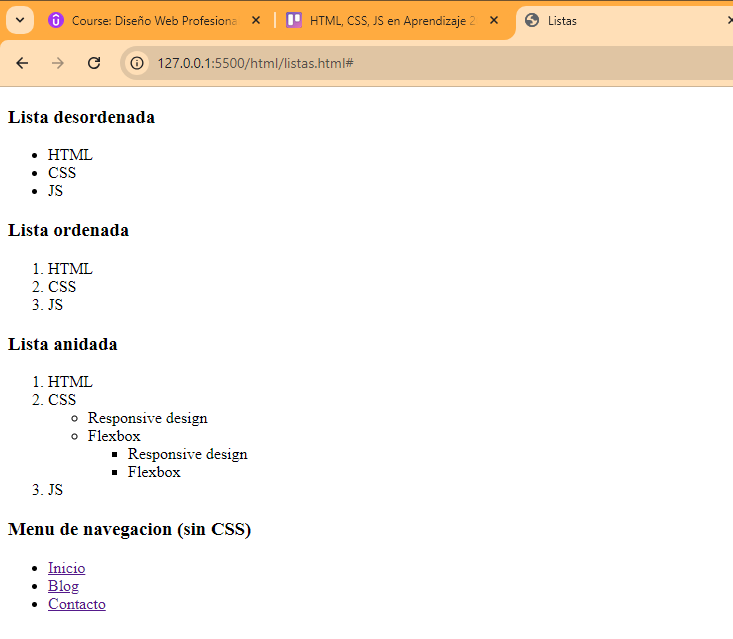 Course: Diseño Web Profesiona
HTML, CSS, JS en Aprendizaje 2
Listas
127.0.0.1:5500/html/listas.html#
Lista desordenada
HTML
CSS
JS
Lista ordenada
1. HTML
2. CSS
3. JS
Lista anidada
1. HTML
2. CSS
Responsive design
Flexbox
Responsive design
Flexbox
3. JS
Menu de navegacion (sin CSS)
Inicio
Blog
Contacto